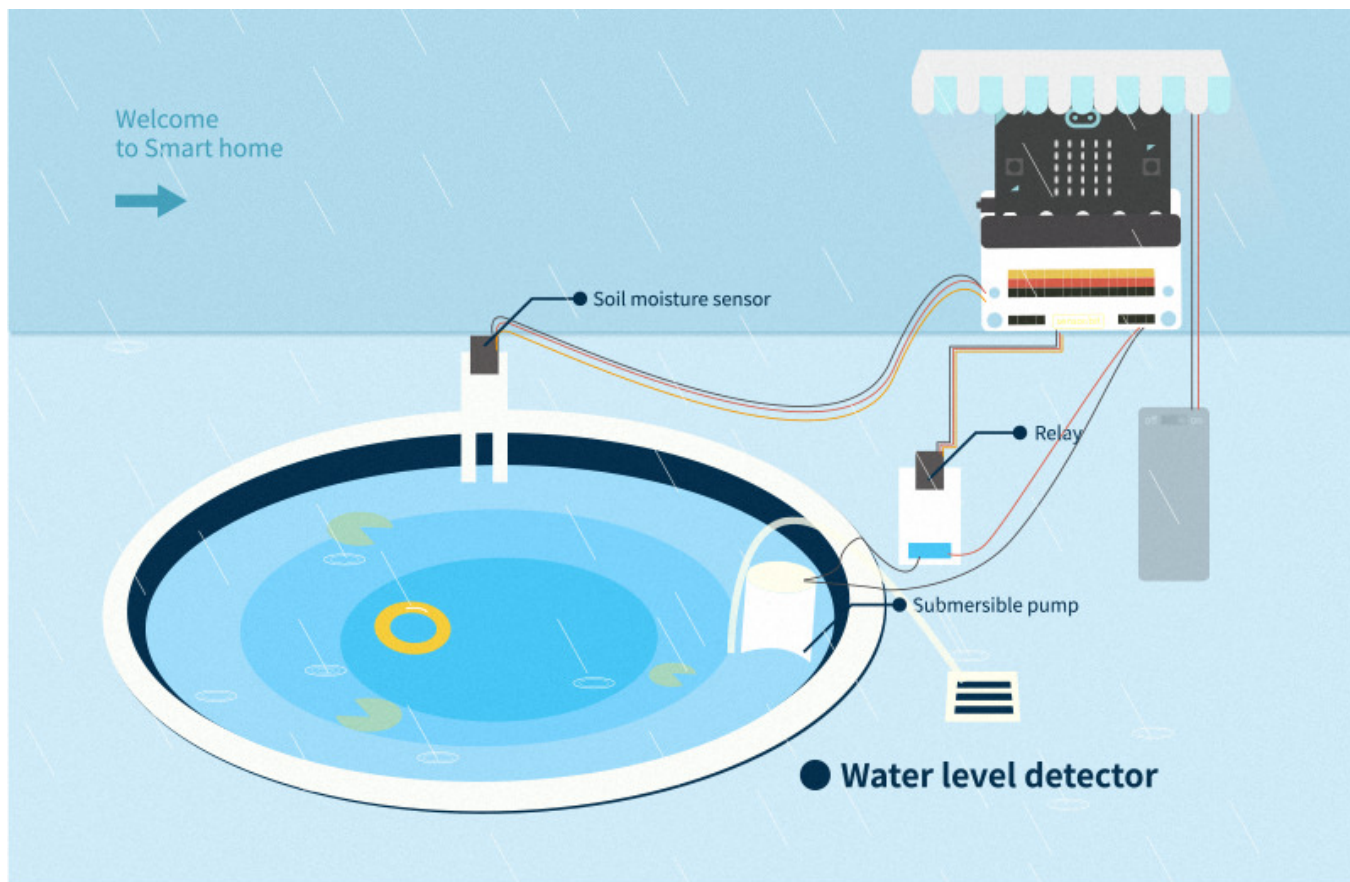 Welcome
to Smart home
Soil moisture sensor
Relay
Submersible pump
Water level detector